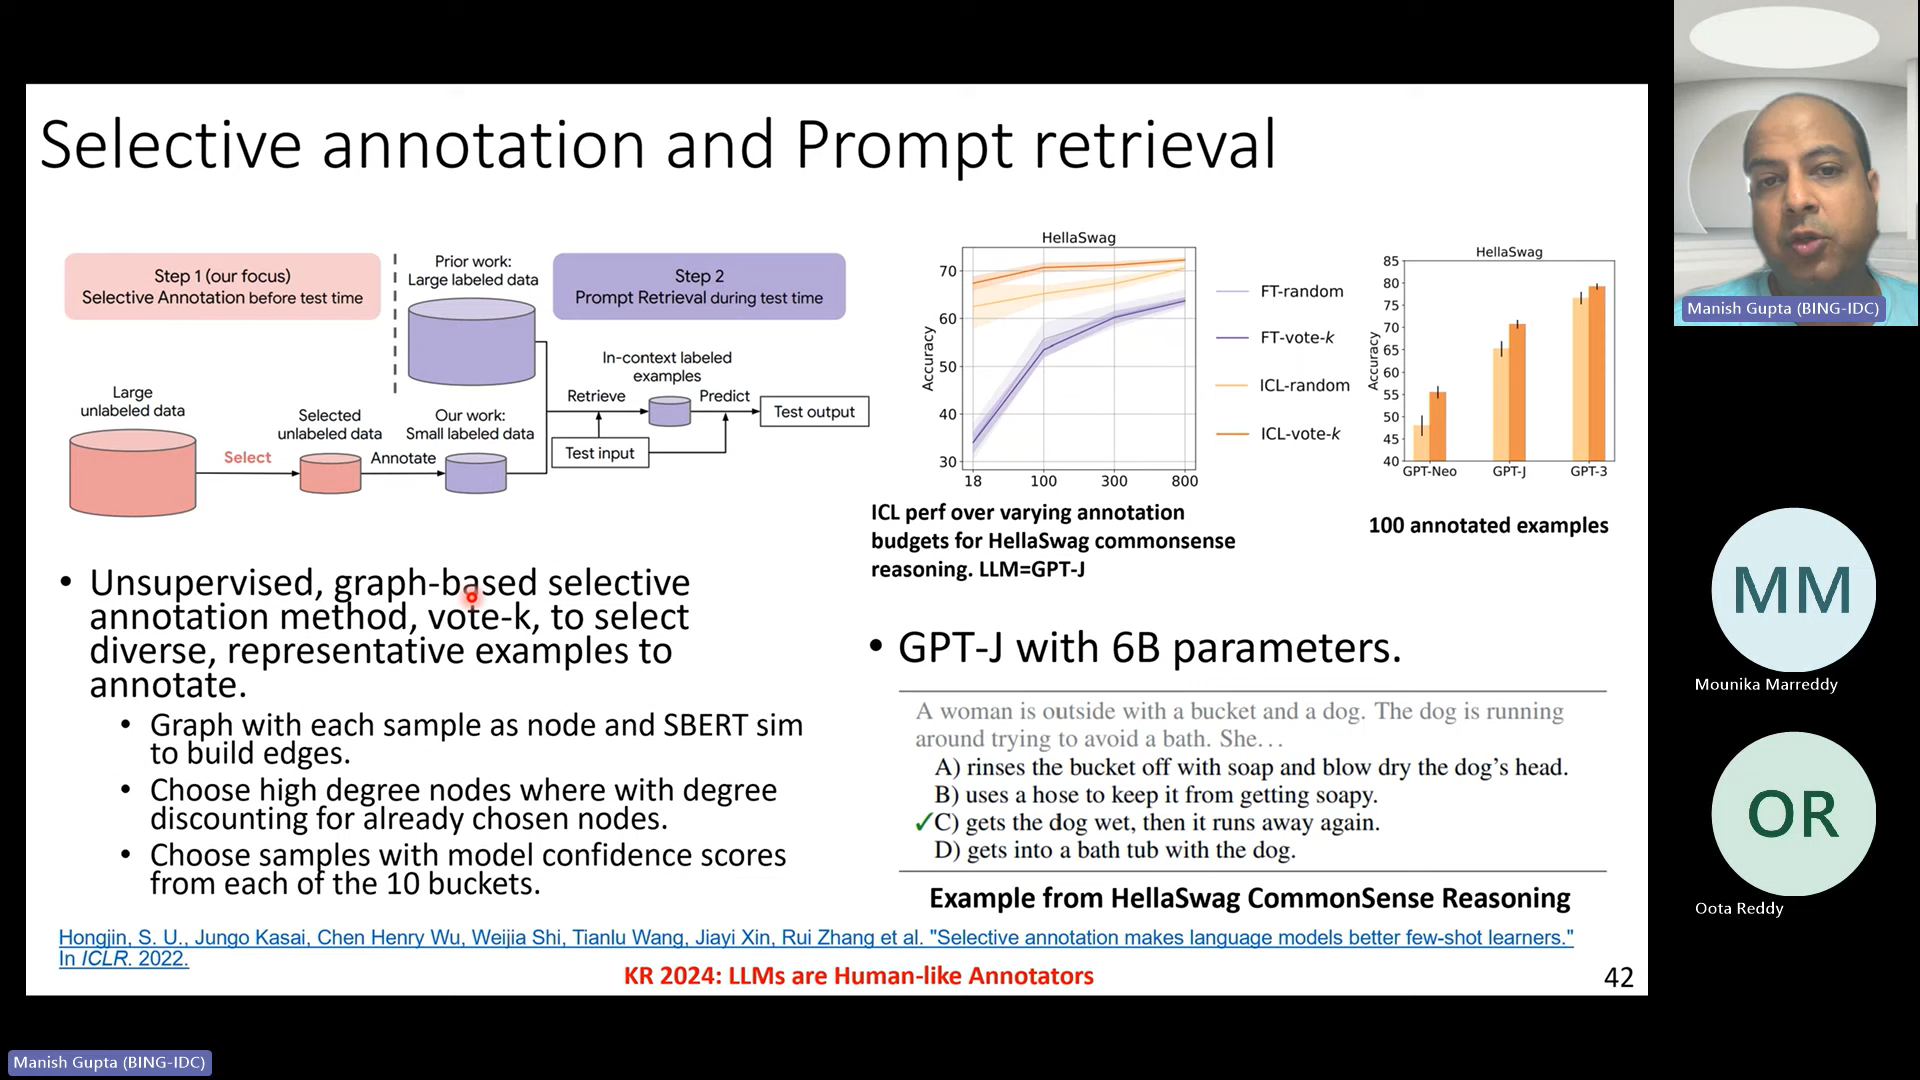 Selective annotation and Prompt retrieval
Step 1 (our focus)
Selective Annotation before test time
Prior work:
Large labeled data
Step 2
Prompt Retrieval during test time
Large
unlabeled data
Select
Selected
unlabeled data
Annotate
Our work:
Small labeled data
Retrieve
In-context labeled
examples
Predict
Test input
Test output
HellaSwag
Accuracy
70
60
50
40
30
18 100 300 800
FT-random
FT-vote-k
ICL-random
ICL-vote-k
ICL perf over varying annotation
budgets for HellaSwag commonsense
reasoning. LLM=GPT-J
HellaSwag
Accuracy
85
80
75
70
65
60
55
50
45
40
GPT-Neo GPT-J GPT-3
100 annotated examples
• Unsupervised, graph-based selective
annotation method, vote-k, to select
diverse, representative examples to
annotate.
• Graph with each sample as node and SBERT sim
to build edges.
• Choose high degree nodes where with degree
discounting for already chosen nodes.
• Choose samples with model confidence scores
from each of the 10 buckets.
• GPT-J with 6B parameters.
A woman is outside with a bucket and a dog. The dog is running
around trying to avoid a bath. She…
A) rinses the bucket off with soap and blow dry the dog's head.
B) uses a hose to keep it from getting soapy.
✓C) gets the dog wet, then it runs away again.
D) gets into a bath tub with the dog.
Example from HellaSwag CommonSense Reasoning
Hongjin, S. U., Jungo Kasai, Chen Henry Wu, Weijia Shi, Tianlu Wang, Jiayi Xin, Rui Zhang et al. "Selective annotation makes language models better few-shot learners."
In ICLR. 2022.
KR 2024: LLMs are Human-like Annotators
42
Manish Gupta (BING-IDC)
MM
Mounika Marreddy
OR
Oota Reddy
Manish Gupta (BING-IDC)